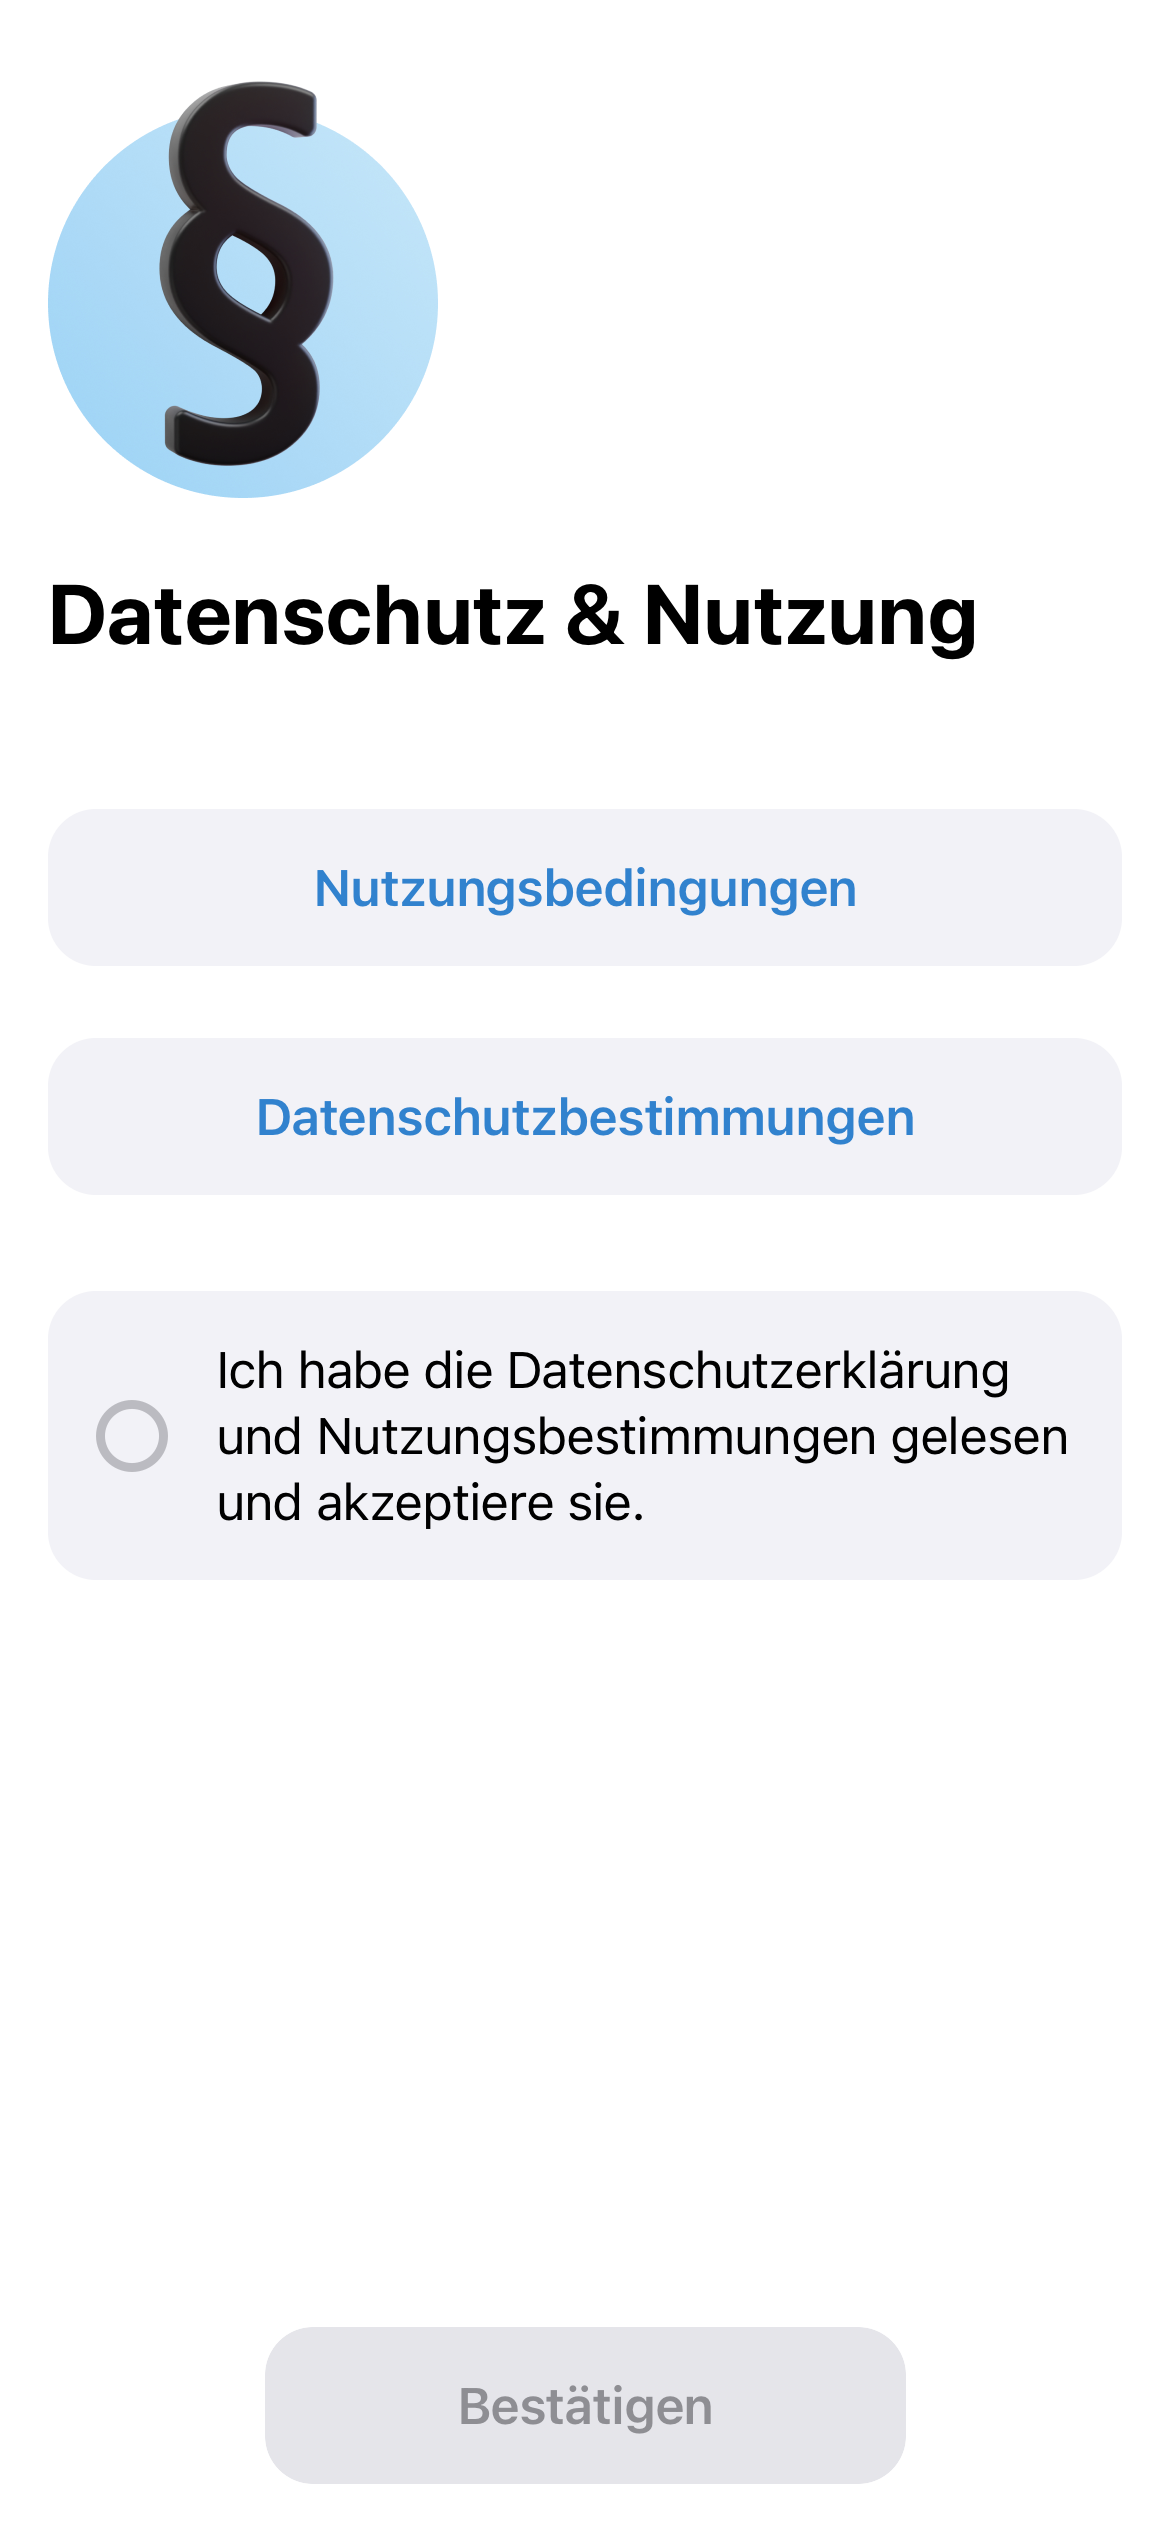 §
Datenschutz & Nutzung
Nutzungsbedingungen
Datenschutzbestimmungen
Ich habe die Datenschutzerklärung
und Nutzungsbestimmungen gelesen
und akzeptiere sie.
Bestätigen